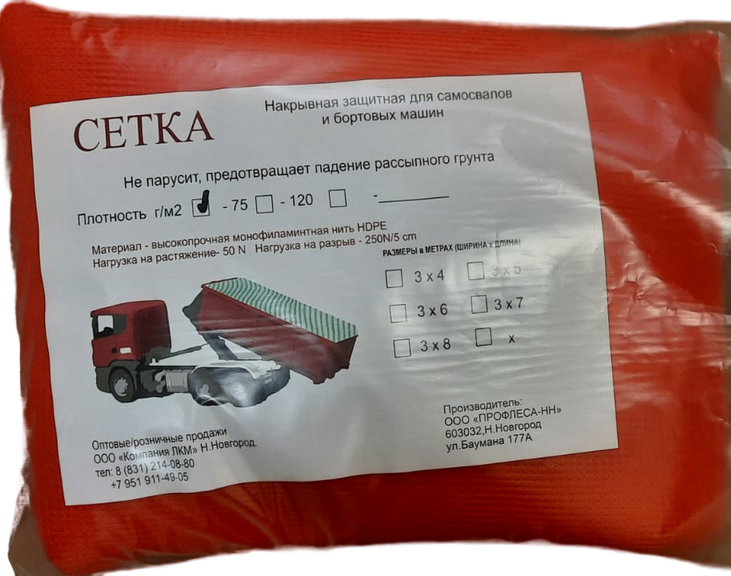 СЕТКА
Накрывная защитная для самосвалов
и бортовых машин
Не парусит, предотвращает падение рассыпного грунта
Плотность г/м2 - 75 - 120 -________
Материал - высокопрочная монофиламинтная нить HDPE
Нагрузка на растяжение- 50 N Нагрузка на разрыв - 250N/5 cm
РАЗМЕРЫ в МЕТРАХ (ШИРИНА х ДЛИНА)
3 x 4 3 x 5
3 x 6 3 x 7
3 x 8 x
Оптовые/розничные продажи
ООО «Компания ЛКМ» Н.Новгород.
тел: 8 (831) 214-08-80
+7 951 911-49-05
Производитель:
ООО «ПРОФЛЕСА-НН»
603032,Н.Новгород
ул.Баумана 177А